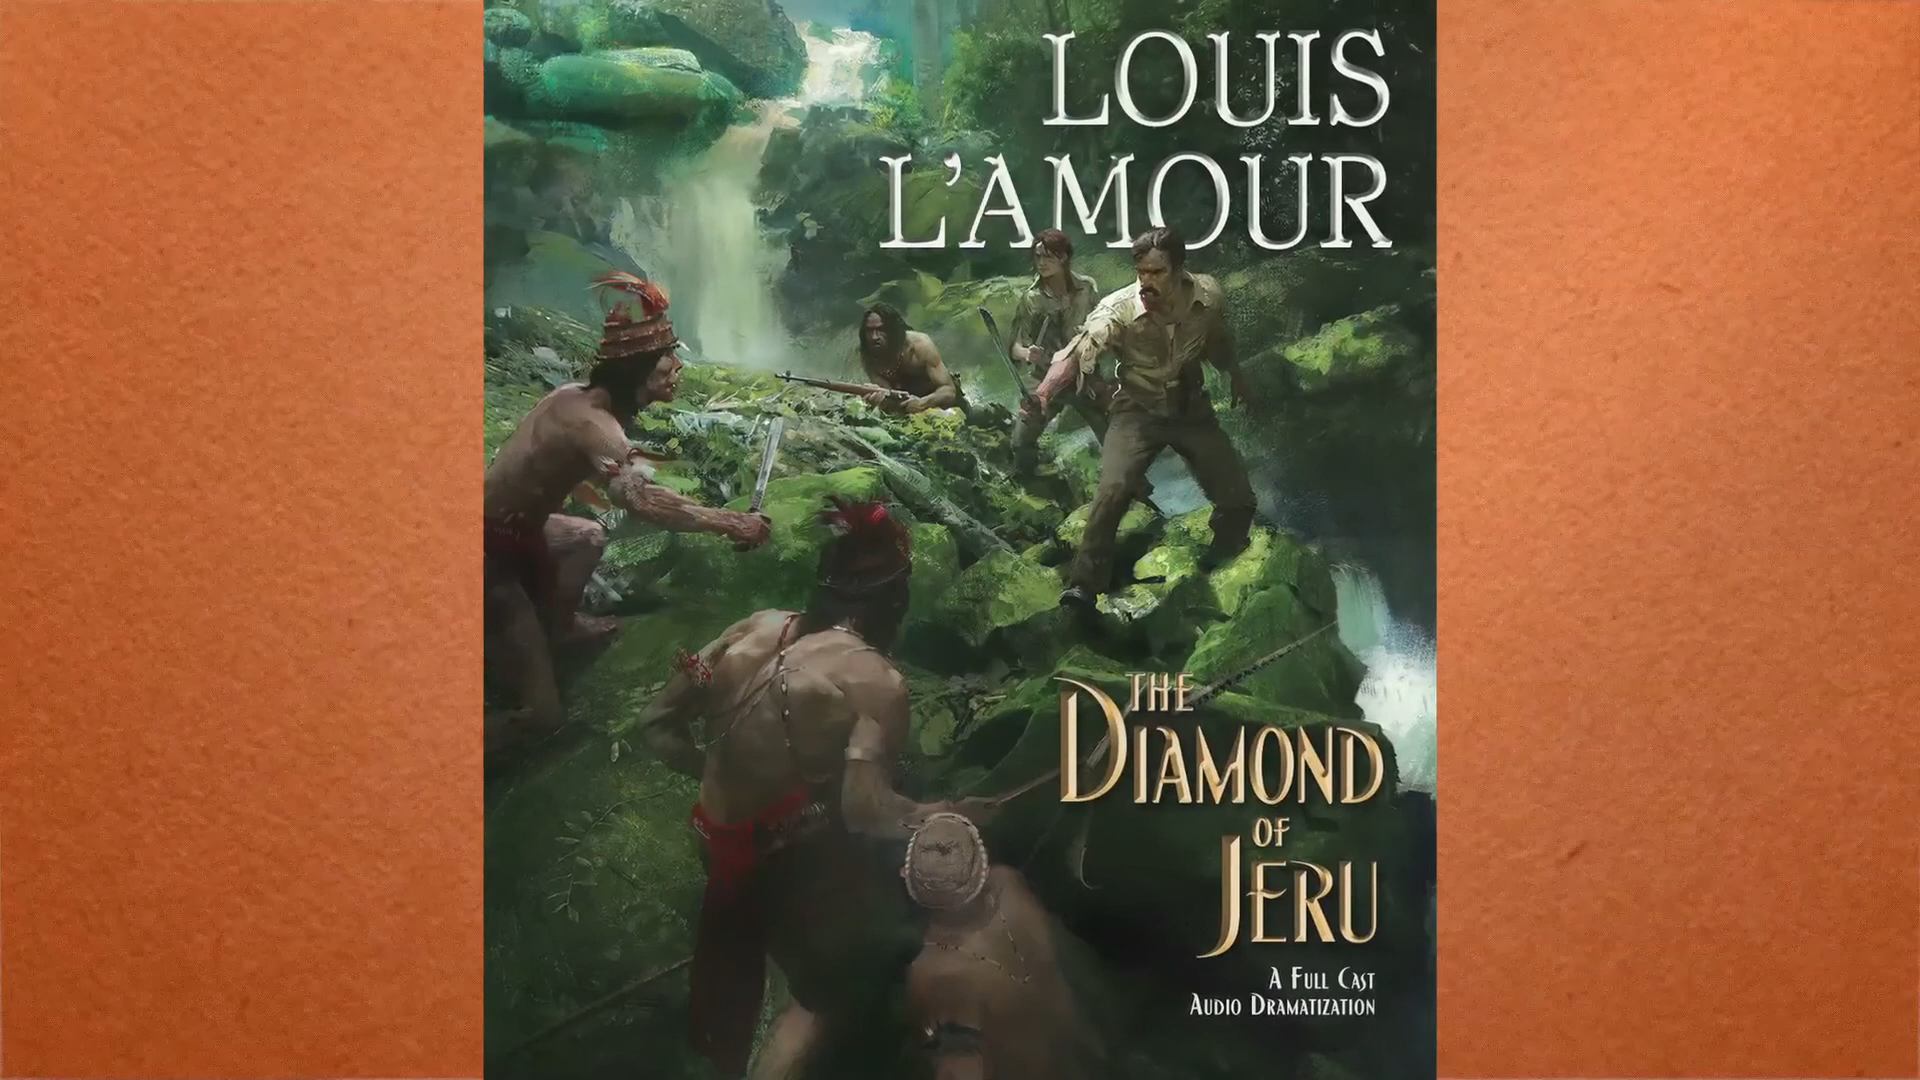 LOUIS
L'AMOUR
THE
DIAMOND
OF
JERU
A FULL CAST
AUDIO DRAMATIZATION